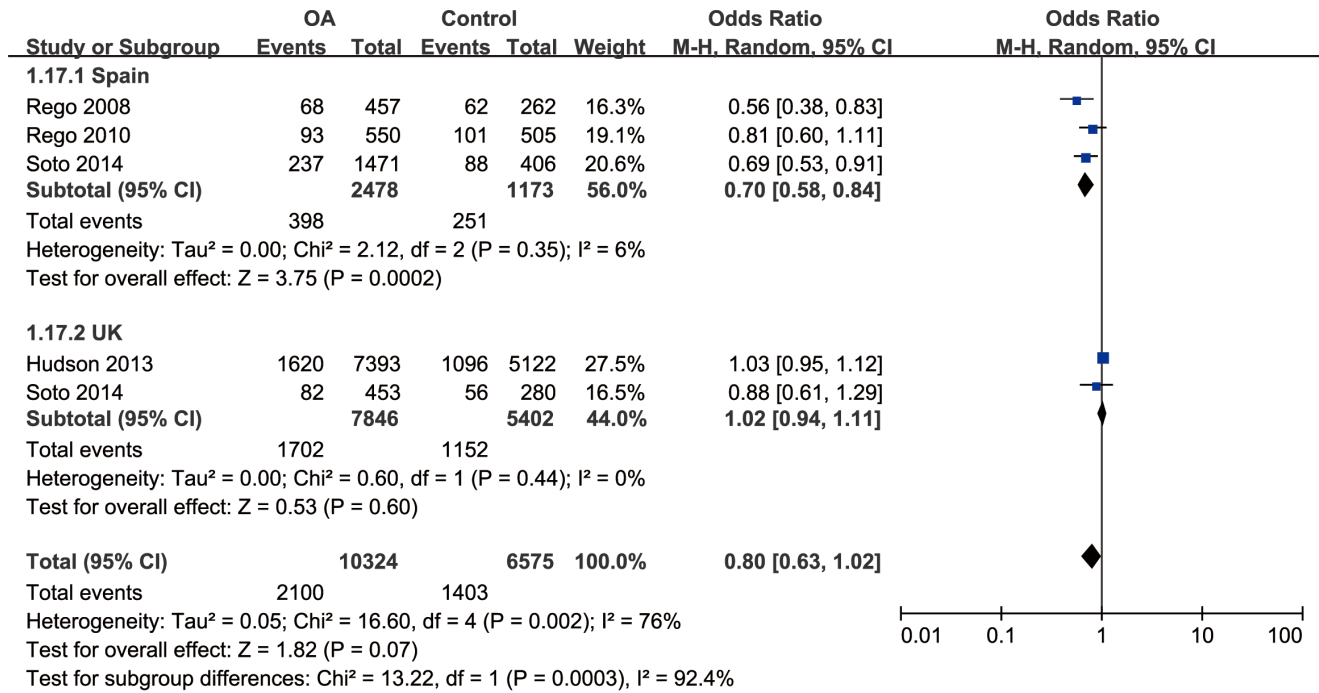 OA Control Odds Ratio Odds Ratio
Study or Subgroup Events Total Events Total Weight M-H, Random, 95% CI M-H, Random, 95% CI
1.17.1 Spain
Rego 2008 68 457 62 262 16.3% 0.56 [0.38, 0.83]
Rego 2010 93 550 101 505 19.1% 0.81 [0.60, 1.11]
Soto 2014 237 1471 88 406 20.6% 0.69 [0.53, 0.91]
Subtotal (95% CI) 2478 1173 56.0% 0.70 [0.58, 0.84]
Total events 398 251
Heterogeneity: Tau² = 0.00; Chi² = 2.12, df = 2 (P = 0.35); I² = 6%
Test for overall effect: Z = 3.75 (P = 0.0002)
1.17.2 UK
Hudson 2013 1620 7393 1096 5122 27.5% 1.03 [0.95, 1.12]
Soto 2014 82 453 56 280 16.5% 0.88 [0.61, 1.29]
Subtotal (95% CI) 7846 5402 44.0% 1.02 [0.94, 1.11]
Total events 1702 1152
Heterogeneity: Tau² = 0.00; Chi² = 0.60, df = 1 (P = 0.44); I² = 0%
Test for overall effect: Z = 0.53 (P = 0.60)
Total (95% CI) 10324 6575 100.0% 0.80 [0.63, 1.02]
Total events 2100 1403
Heterogeneity: Tau² = 0.05; Chi² = 16.60, df = 4 (P = 0.002); I² = 76%
Test for overall effect: Z = 1.82 (P = 0.07)
Test for subgroup differences: Chi² = 13.22, df = 1 (P = 0.0003), I² = 92.4%
0.01 0.1 1 10 100